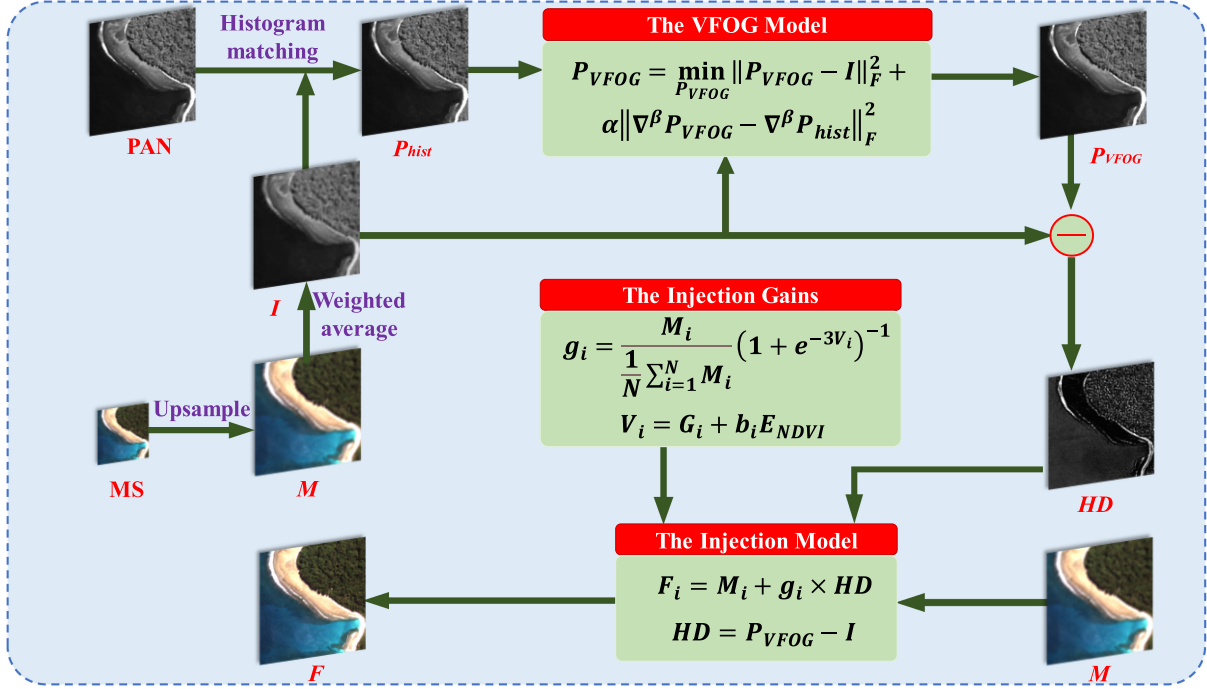 Histogram
matching
The VFOG Model
P_VFOG = min_{P_VFOG} ‖P_VFOG − I‖_F^2 +
α‖∇^β P_VFOG − ∇^β P_hist‖_F^2
PAN
P_hist
P_VFOG
I
Weighted
average
The Injection Gains
g_i = M_i / (1/N ∑_{i=1}^N M_i) (1 + e^{−3V_i})^{−1}
V_i = G_i + b_i E_NDVI
Upsample
MS
M
HD
The Injection Model
F_i = M_i + g_i × HD
HD = P_VFOG − I
F
M